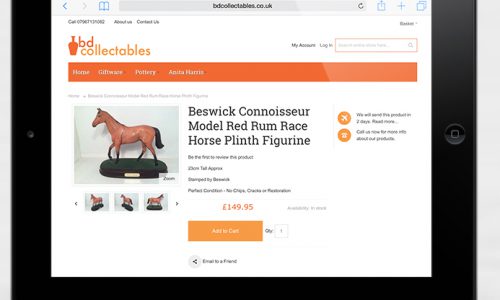 bdcollectables.co.uk
Call 07967131082 About us Contact Us
Basket
bd
collectables
My Account Log In Search entire store here...
Home Giftware Pottery Anita Harris
Home Beswick Connoisseur Model Red Rum Race Horse Plinth Figurine
Beswick Connoisseur
Model Red Rum Race
Horse Plinth Figurine
Be the first to review this product
23cm Tall Approx
Stamped by Beswick
Perfect Condition - No Chips, Cracks or Restoration
£149.95 Availability: In stock
Add to Cart Qty: 1
Email to a Friend
Zoom
We will send this product in
2 days. Read more...
Call us now for more info
about our products.